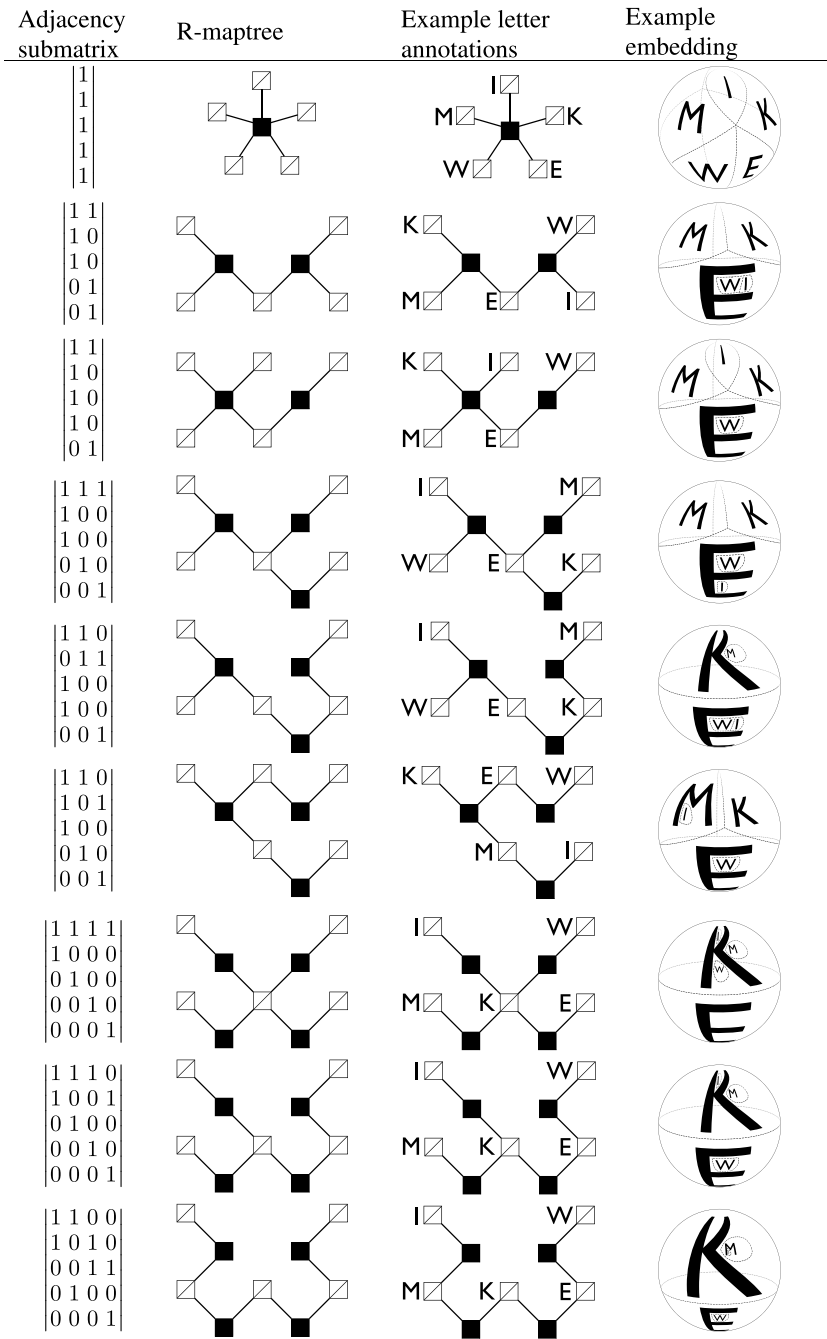 Adjacency submatrix R-maptree Example letter annotations Example embedding
1 I I
1 M K M K
1 W E W E
1
1
1 1 K W M K
1 0 M E I E W I
1 0
0 1
0 1
1 1 K I W I
1 0 M E M K
1 0 E W
1 0
0 1
1 1 1 I M M K
1 0 0 W E K E W
1 0 0 I
0 1 0
0 0 1
1 1 0 I M K M
0 1 1 W E K E W I
1 0 0
1 0 0
0 0 1
1 1 0 K E W M K
1 0 1 M I I
1 0 0 E W
0 1 0
0 0 1
1 1 1 1 I W I
1 0 0 0 M K E K M
0 1 0 0 W
0 0 1 0 E
0 0 0 1
1 1 1 0 I W I
1 0 0 1 M K E K M
0 1 0 0 E W
0 0 1 0
0 0 0 1
1 1 0 0 I W K M
1 0 1 0 M K E E W
0 0 1 1
0 1 0 0
0 0 0 1